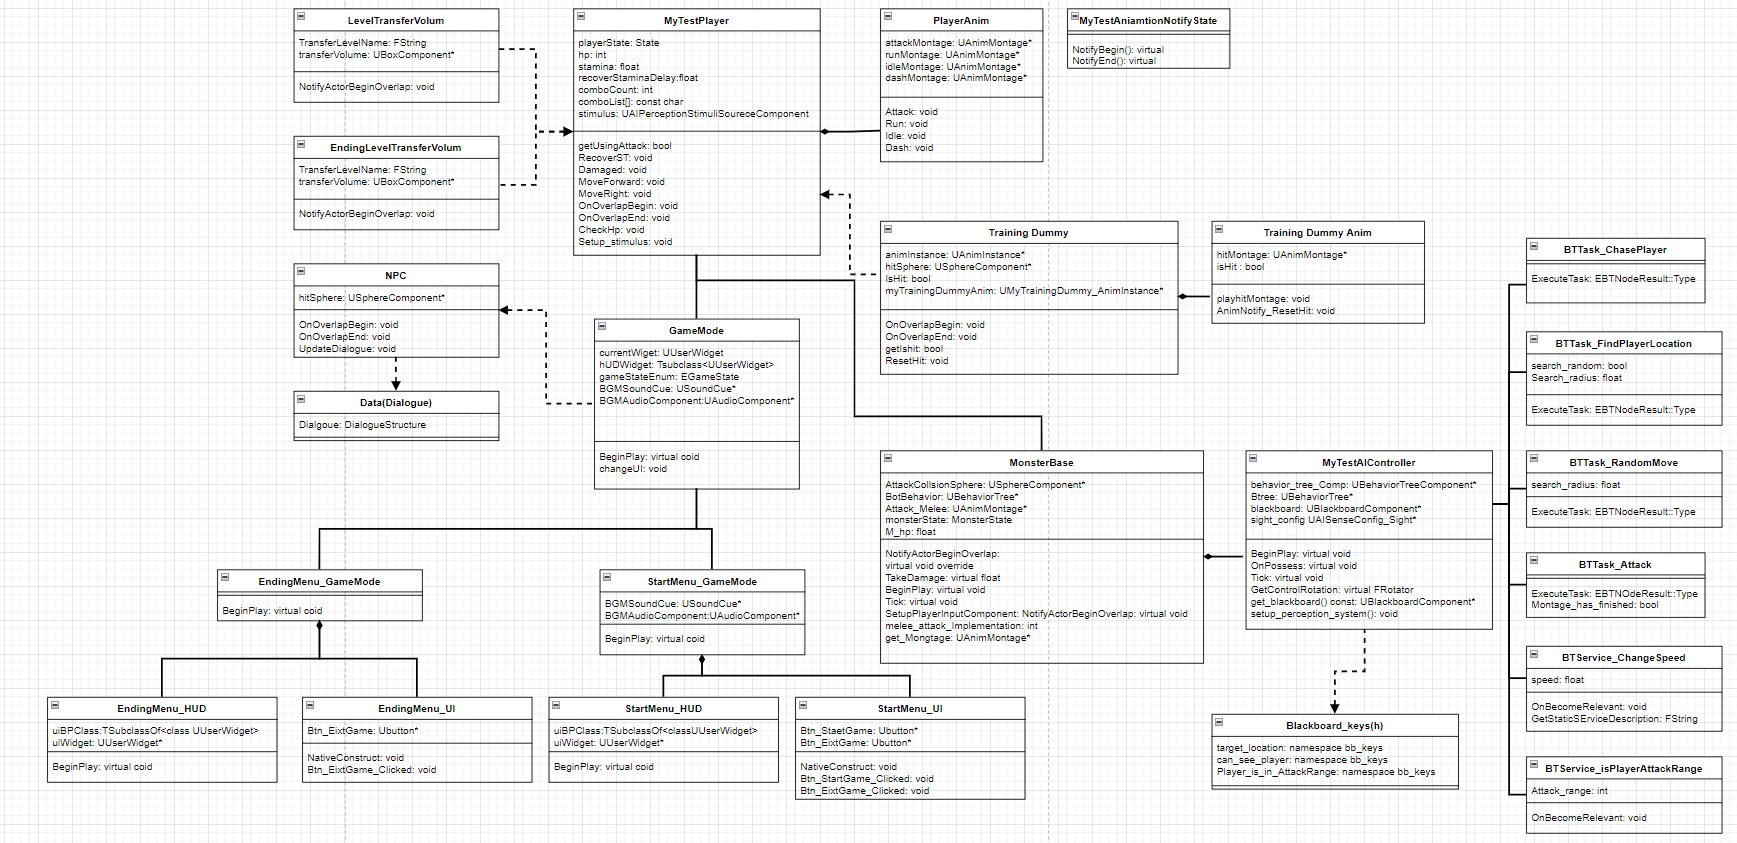 LevelTransferVolum
TransferLevelName: FString
transferVolume: UBoxComponent*
NotifyActorBeginOverlap: void
EndingLevelTransferVolum
TransferLevelName: FString
transferVolume: UBoxComponent*
NotifyActorBeginOverlap: void
NPC
hitSphere: USphereComponent*
OnOverlapBegin: void
OnOverlapEnd: void
UpdateDialogue: void
Data(Dialogue)
Dialgoue: DialogueStructure
MyTestPlayer
playerState: State
hp: int
stamina: float
recoverStaminaDelay:float
comboCount: int
comboList[]: const char
stimulus: UAIPerceptionStimuliSoureceComponent
getUsingAttack: bool
RecoverST: void
Damaged: void
MoveForward: void
MoveRight: void
OnOverlapBegin: void
OnOverlapEnd: void
CheckHp: void
Setup_stimulus: void
PlayerAnim
attackMontage: UAnimMontage*
runMontage: UAnimMontage*
idleMontage: UAnimMontage*
dashMontage: UAnimMontage*
Attack: void
Run: void
Idle: void
Dash: void
MyTestAniamtionNotifyState
NotifyBegin(): virtual
NotifyEnd(): virtual
Training Dummy
animInstance: UAnimInstance*
hitSphere: USphereComponent*
IsHit: bool
myTrainingDummyAnim: UMyTrainingDummy_AnimInstance*
OnOverlapBegin: void
OnOverlapEnd: void
getIshit: bool
ResetHit: void
Training Dummy Anim
hitMontage: UAnimMontage*
isHit : bool
playhitMontage: void
AnimNotify_ResetHit: void
GameMode
currentWiget: UUserWidget
hUDWidget: Tsubclass<UUserWidget>
gameStateEnum: EGameState
BGMSoundCue: USoundCue*
BGMAudioComponent:UAudioComponent*
BeginPlay: virtual coid
changeUI: void
MonsterBase
AttackCollisionSphere: USphereComponent*
BotBehavior: UBehaviorTree*
Attack_Melee: UAnimMontage*
monsterState: MonsterState
M_hp: float
NotifyActorBeginOverlap:
virtual void override
TakeDamage: virtual float
BeginPlay: virtual void
Tick: virtual void
SetupPlayerInputComponent: NotifyActorBeginOverlap: virtual void
melee_attack_Implementation: int
get_Mongtage: UAnimMontage*
MyTestAIController
behavior_tree_Comp: UBehaviorTreeComponent*
Btree: UBehaviorTree*
blackboard: UBlackboardComponent*
sight_config UAISenseConfig_Sight*
BeginPlay: virtual void
OnPossess: virtual void
Tick: virtual void
GetControlRotation: virtual FRotator
get_blackboard() const: UBlackboardComponent*
setup_perception_system(): void
Blackboard_keys(h)
target_location: namespace bb_keys
can_see_player: namespace bb_keys
Player_is_in_AttackRange: namespace bb_keys
BTTask_ChasePlayer
ExecuteTask: EBTNodeResult::Type
BTTask_FindPlayerLocation
search_random: bool
Search_radius: float
ExecuteTask: EBTNodeResult::Type
BTTask_RandomMove
search_radius: float
ExecuteTask: EBTNodeResult::Type
BTTask_Attack
ExecuteTask: EBTNOdeResult::Type
Montage_has_finished: bool
BTService_ChangeSpeed
speed: float
OnBecomeRelevant: void
GetStaticSErviceDescription: FString
BTService_isPlayerAttackRange
Attack_range: int
OnBecomeRelevant: void
EndingMenu_GameMode
BeginPlay: virtual coid
StartMenu_GameMode
BGMSoundCue: USoundCue*
BGMAudioComponent:UAudioComponent*
BeginPlay: virtual coid
EndingMenu_HUD
uiBPClass:TSubclassOf<class UUserWidget>
uiWidget: UUserWidget*
BeginPlay: virtual coid
EndingMenu_UI
Btn_EixtGame: Ubutton*
NativeConstruct: void
Btn_EixtGame_Clicked: void
StartMenu_HUD
uiBPClass:TSubclassOf<classUUserWidget>
uiWidget: UUserWidget*
BeginPlay: virtual coid
StartMenu_UI
Btn_StaetGame: Ubutton*
Btn_EixtGame: Ubutton*
NativeConstruct: void
Btn_StartGame_Clicked: void
Btn_EixtGame_Clicked: void